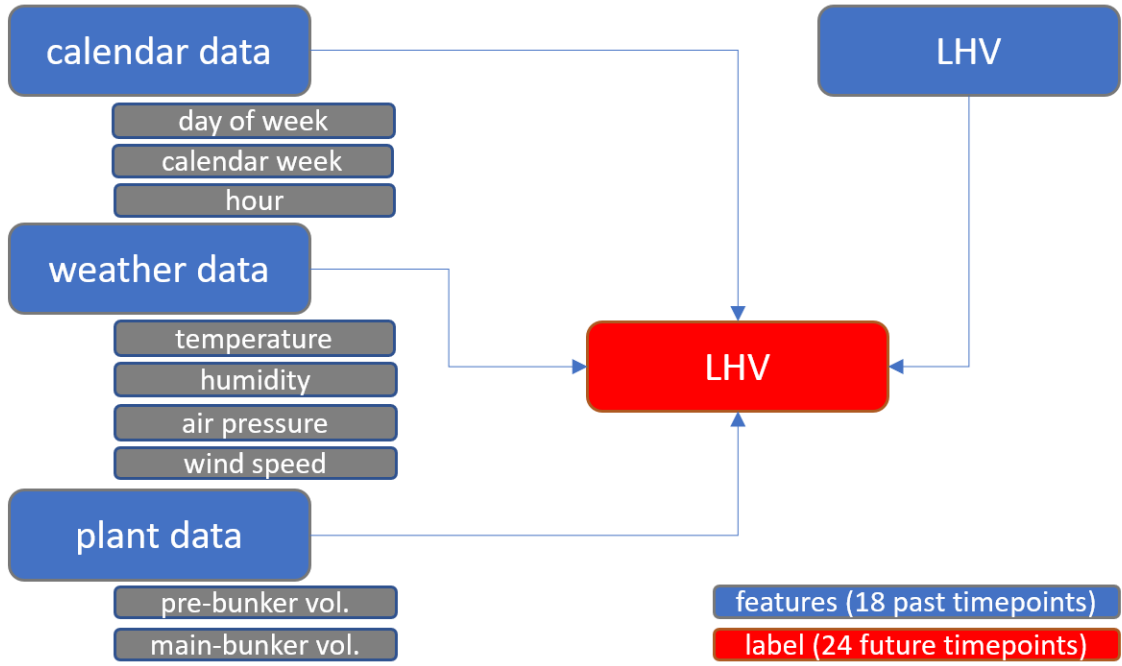 calendar data
day of week
calendar week
hour
weather data
temperature
humidity
air pressure
wind speed
plant data
pre-bunker vol.
main-bunker vol.
LHV
LHV
features (18 past timepoints)
label (24 future timepoints)